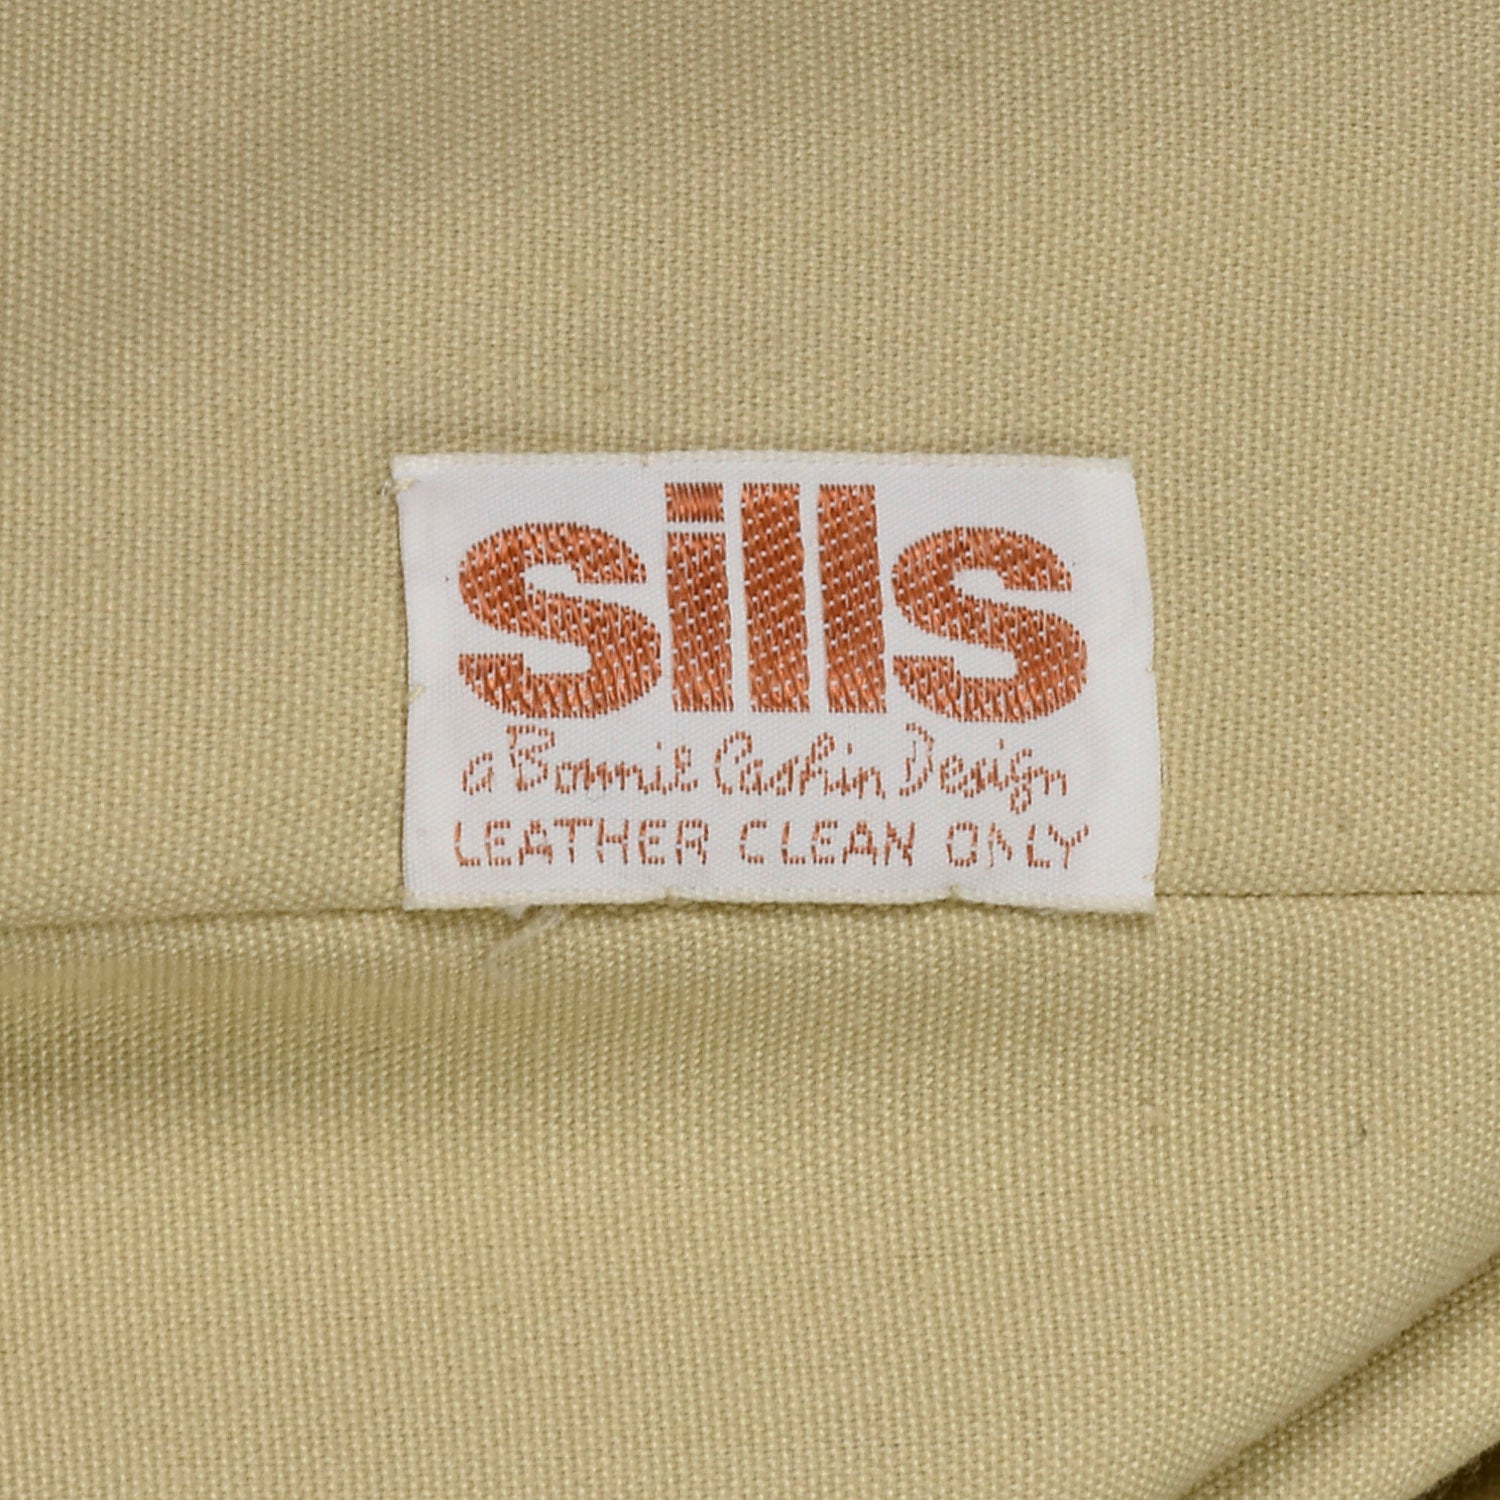 sills
a Bonnie Cashin Design
LEATHER CLEAN ONLY